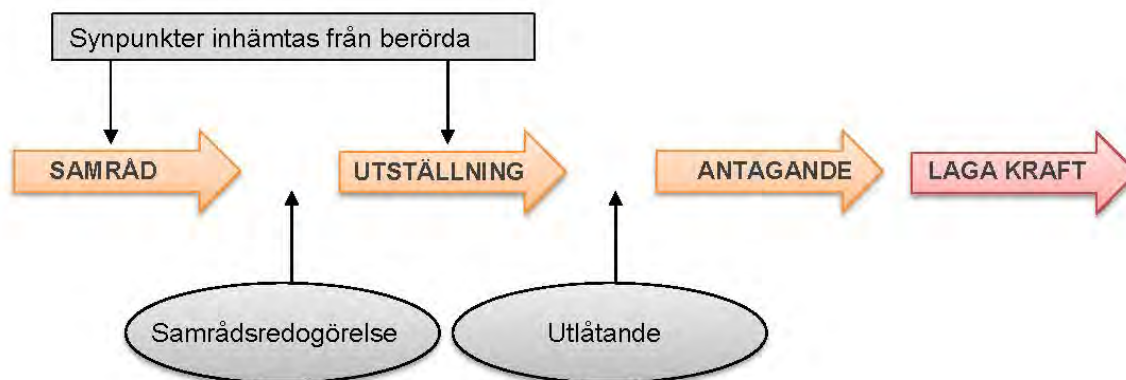 Synpunkter inhämtas från berörda
SAMRÅD
UTSTÄLLNING
ANTAGANDE
LAGA KRAFT
Samrådsredogörelse
Utlåtande